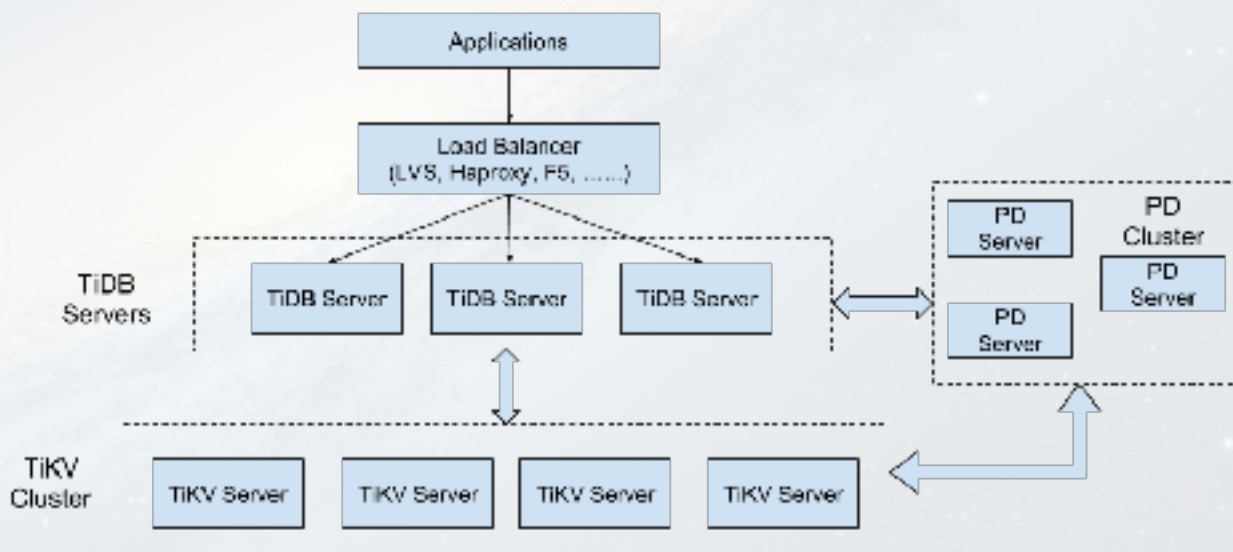 Applications
Load Balancer
(LVS, Haproxy, F5, ......)
TiDB
Servers
TiDB Server
TiDB Server
TiDB Server
PD
Server
PD
Cluster
PD
Server
PD
Server
TiKV
Cluster
TiKV Server
TiKV Server
TiKV Server
TiKV Server